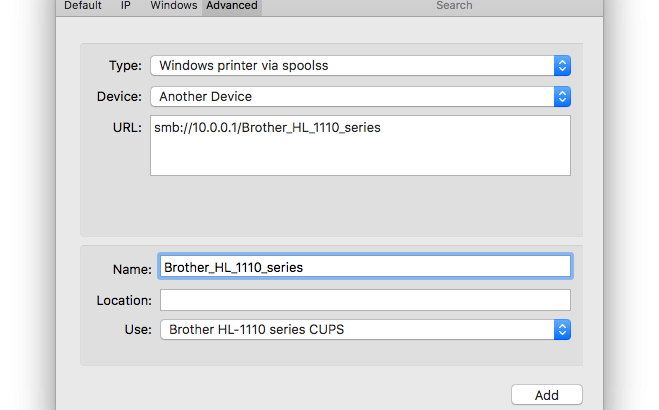 Default IP Windows Advanced Search
Type: Windows printer via spoolss
Device: Another Device
URL: smb://10.0.0.1/Brother_HL_1110_series
Name: Brother_HL_1110_series
Location:
Use: Brother HL-1110 series CUPS
Add